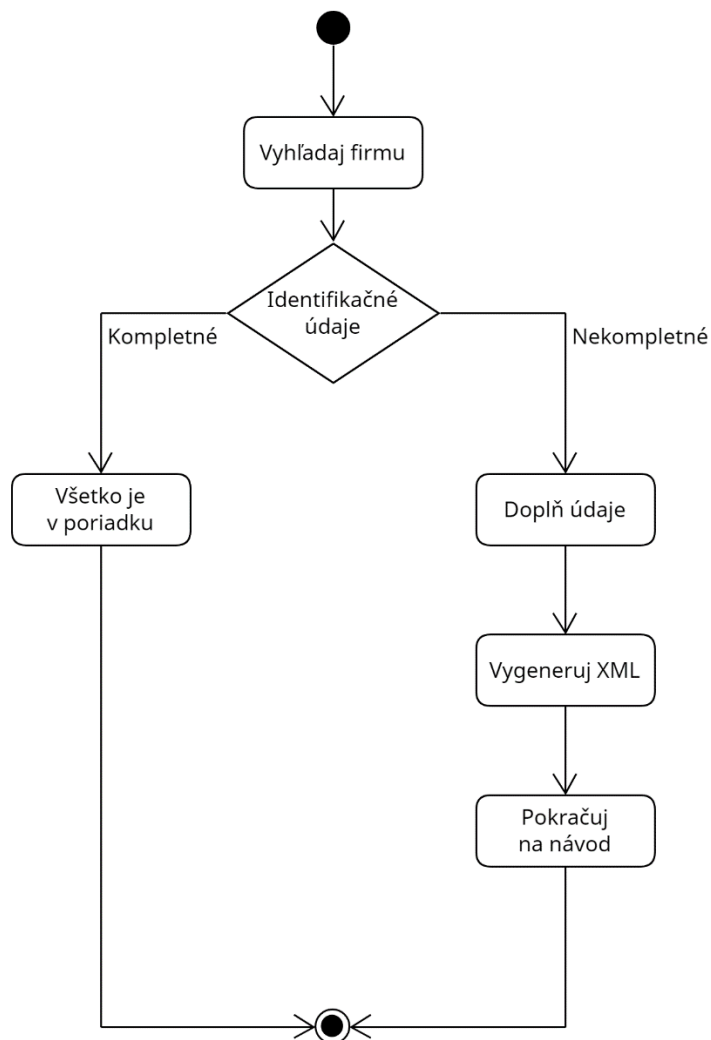 Vyhľadaj firmu
Identifikačné
údaje
Kompletné
Nekompletné
Všetko je
v poriadku
Doplň údaje
Vygeneruj XML
Pokračuj
na návod